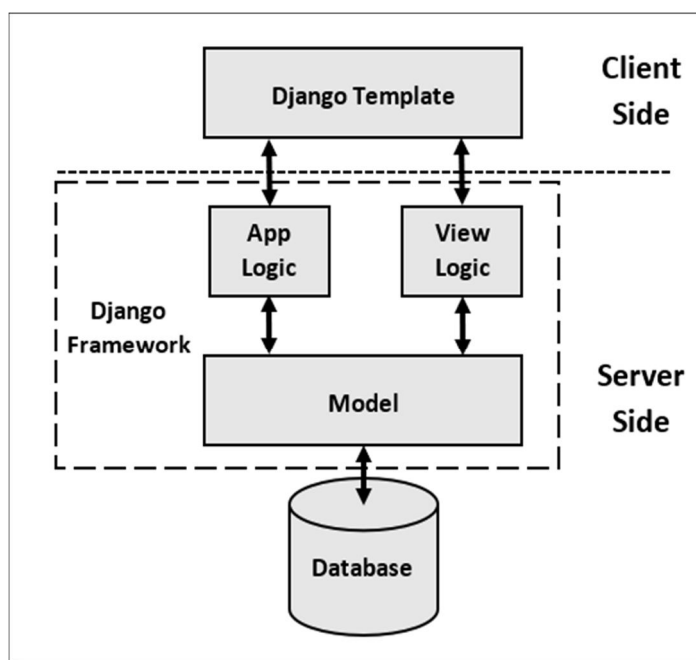 Django Template
Client
Side
App
Logic
View
Logic
Django
Framework
Model
Server
Side
Database